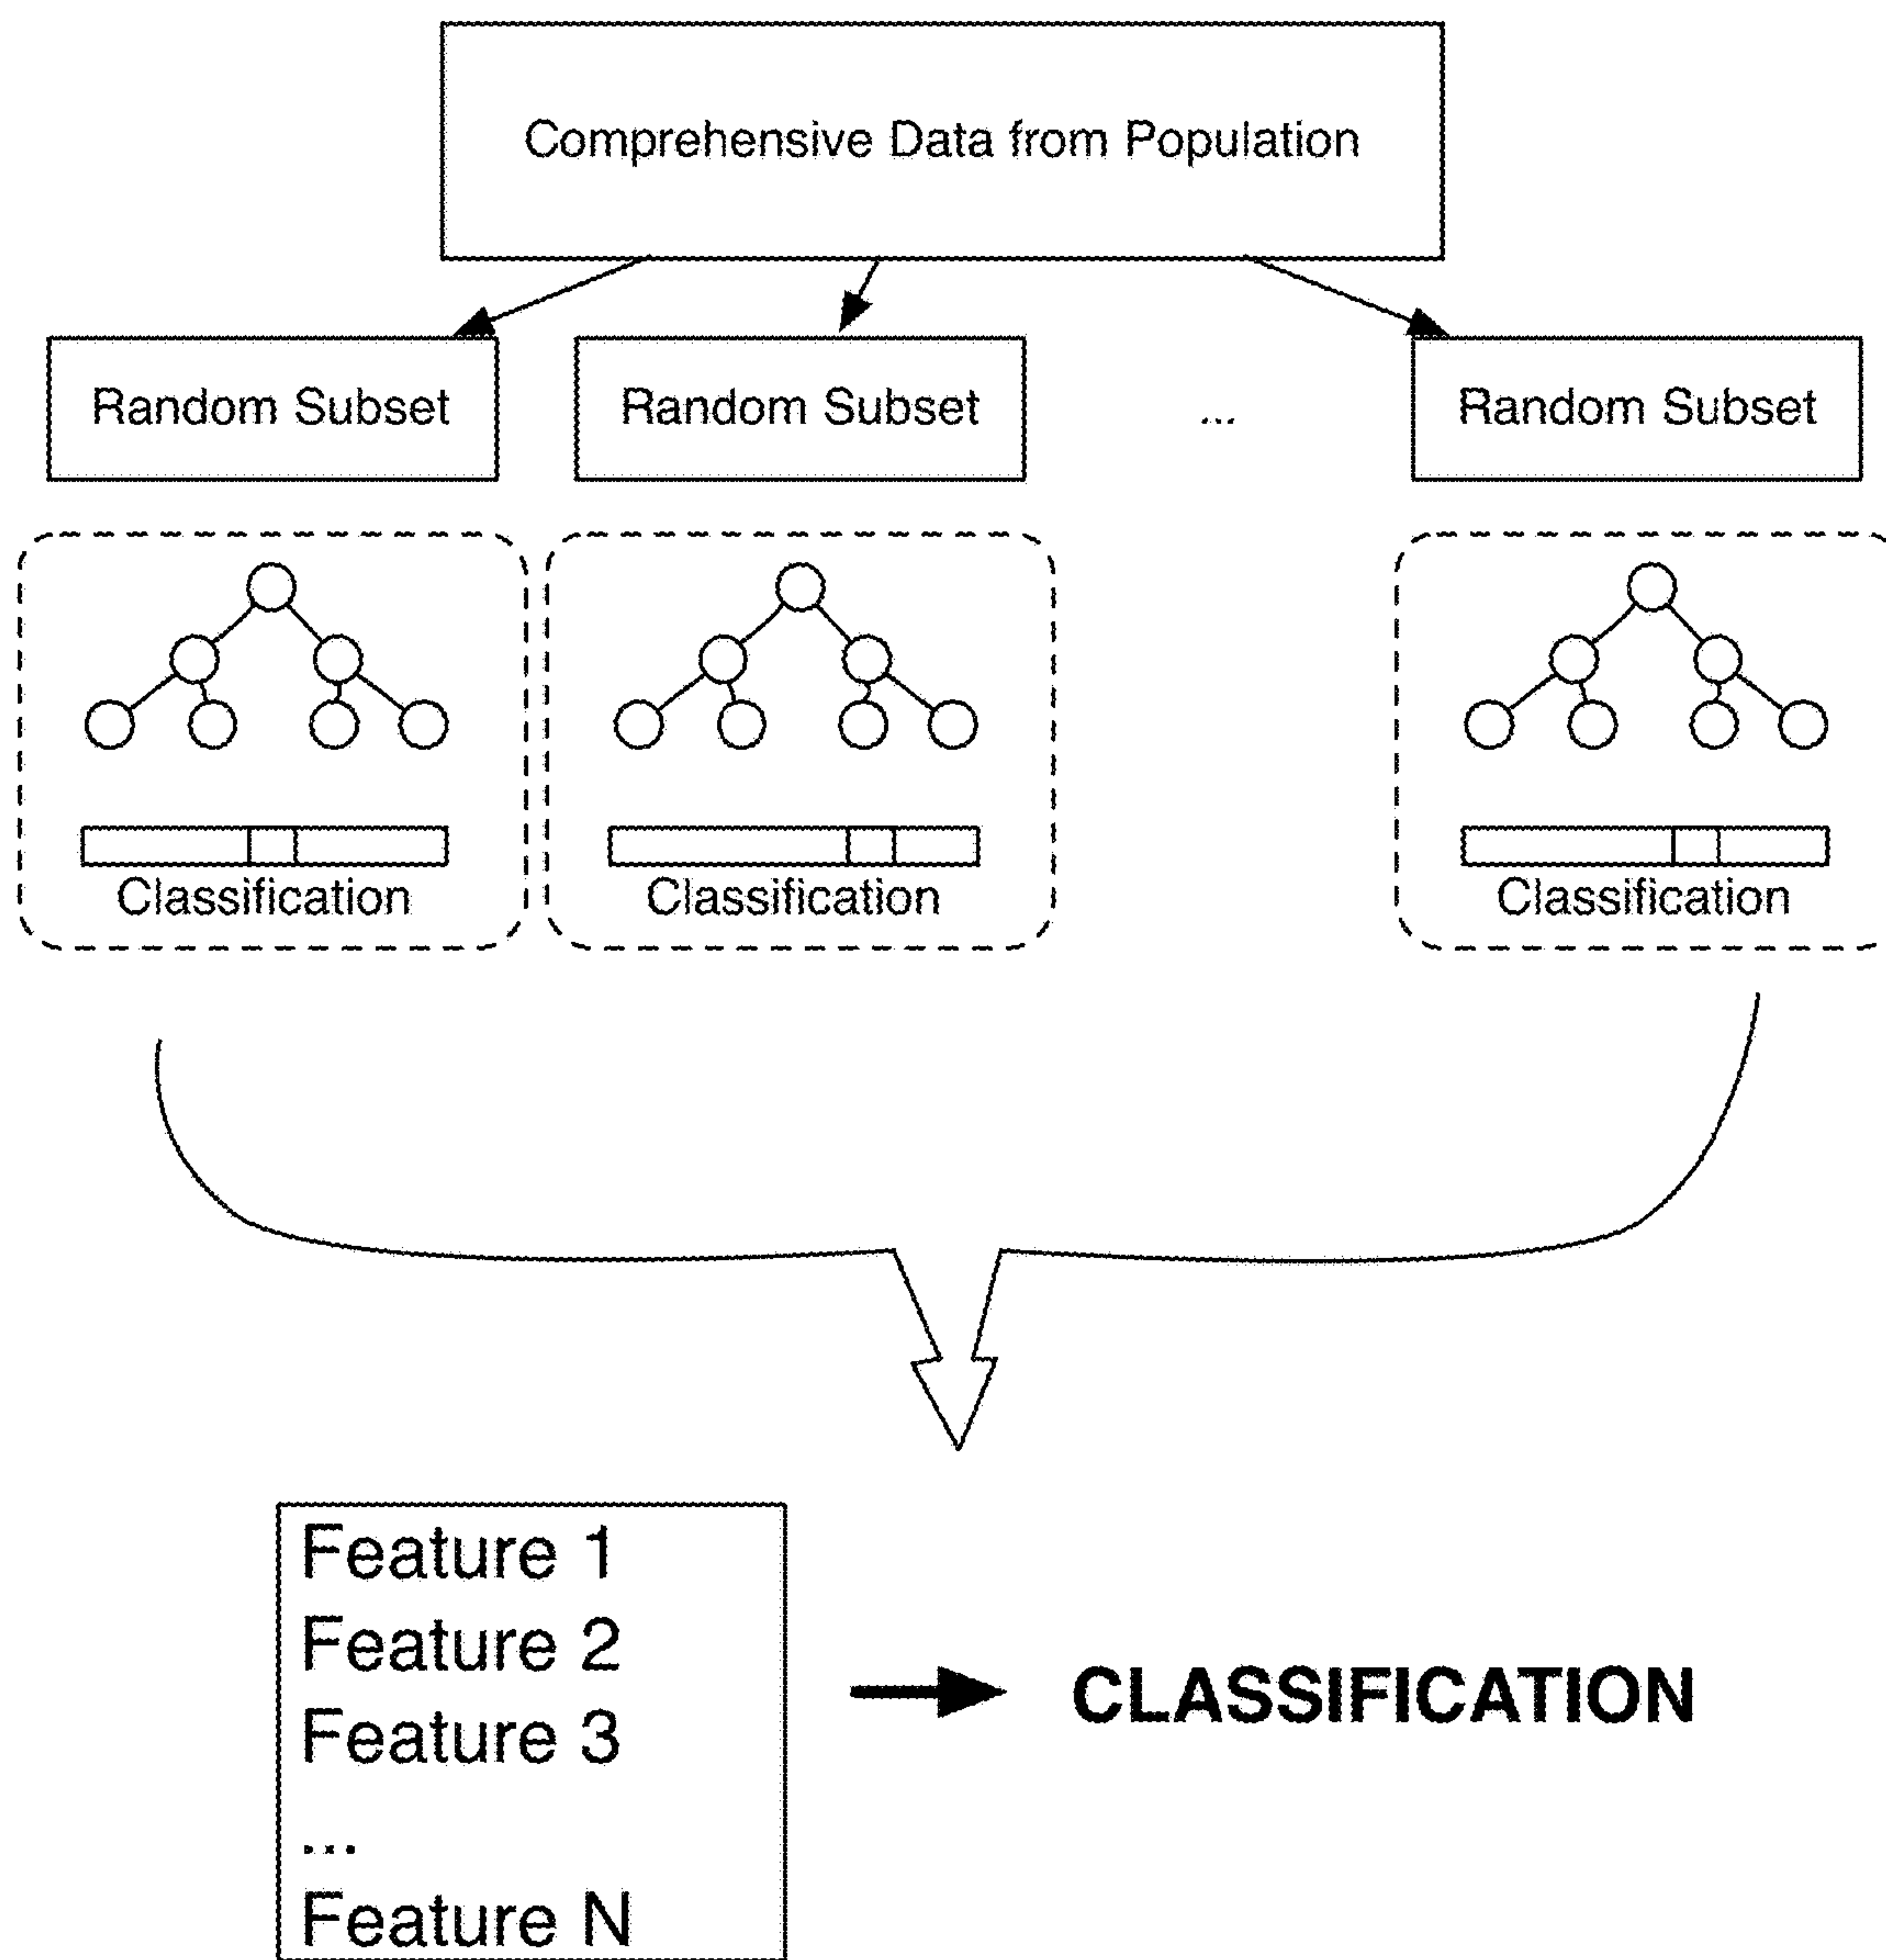 Comprehensive Data from Population
Random Subset
Random Subset
...
Random Subset
Classification
Classification
Classification
Feature 1
Feature 2
Feature 3
...
Feature N
CLASSIFICATION